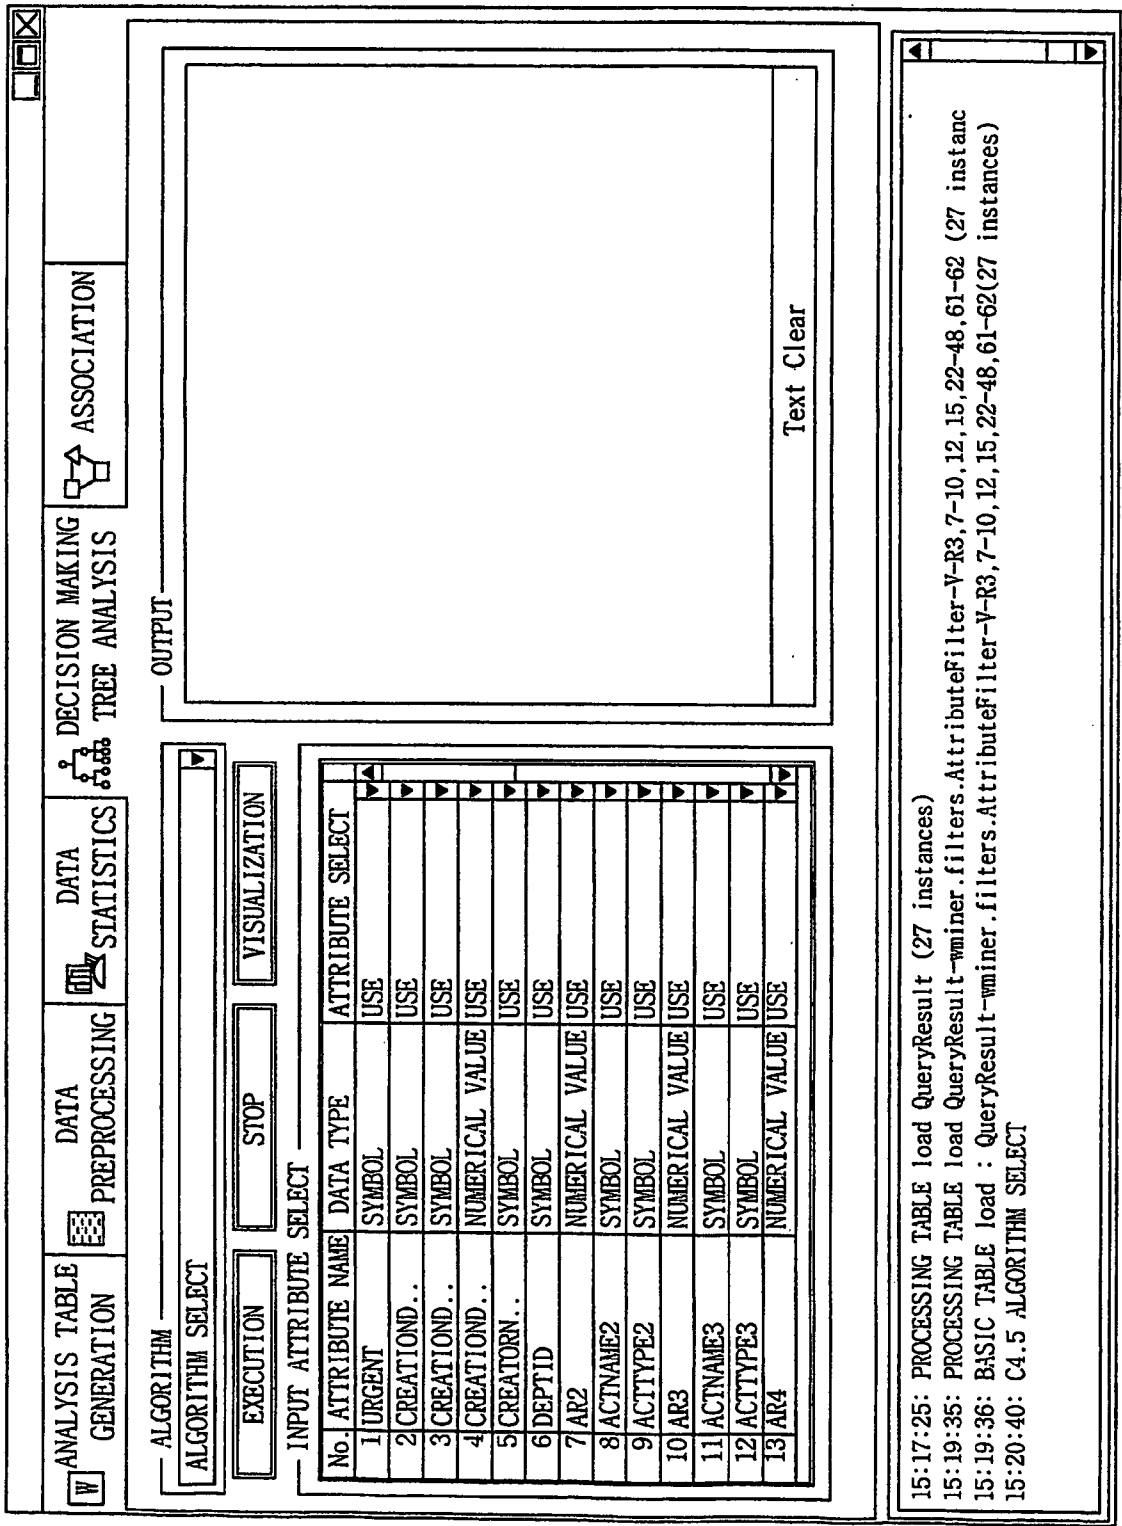 W ANALYSIS TABLE GENERATION
DATA PREPROCESSING
DATA STATISTICS
DECISION MAKING TREE ANALYSIS
ASSOCIATION
ALGORITHM
ALGORITHM SELECT
EXECUTION STOP VISUALIZATION
INPUT ATTRIBUTE SELECT
No. ATTRIBUTE NAME DATA TYPE ATTRIBUTE SELECT
1 URGENT SYMBOL USE
2 CREATIOND.. SYMBOL USE
3 CREATIOND.. SYMBOL USE
4 CREATIOND.. NUMERICAL VALUE USE
5 CREATORN... SYMBOL USE
6 DEPTID SYMBOL USE
7 AR2 NUMERICAL VALUE USE
8 ACTNAME2 SYMBOL USE
9 ACTTYPE2 SYMBOL USE
10 AR3 NUMERICAL VALUE USE
11 ACTNAME3 SYMBOL USE
12 ACTTYPE3 SYMBOL USE
13 AR4 NUMERICAL VALUE USE
OUTPUT
Text Clear
15:17:25: PROCESSING TABLE load QueryResult (27 instances)
15:19:35: PROCESSING TABLE load QueryResult-wminer.filters.AttributeFilter-V-R3,7-10,12,15,22-48,61-62 (27 instanc
15:19:36: BASIC TABLE load : QueryResult-wminer.filters.AttributeFilter-V-R3,7-10,12,15,22-48,61-62(27 instances)
15:20:40: C4.5 ALGORITHM SELECT